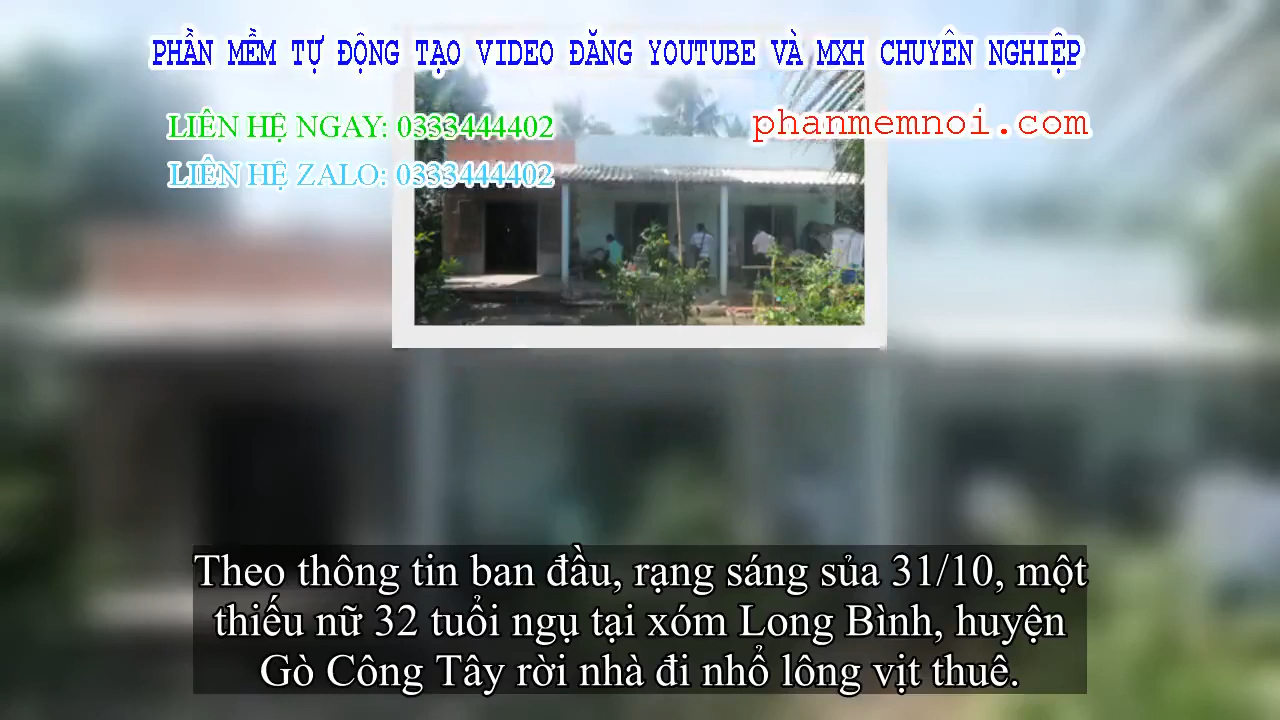 PHẦN MỀM TỰ ĐỘNG TẠO VIDEO ĐĂNG YOUTUBE VÀ MXH CHUYÊN NGHIỆP
LIÊN HỆ NGAY: 0333444402
phanmemnoi.com
LIÊN HỆ ZALO: 0333444402
Theo thông tin ban đầu, rạng sáng sủa 31/10, một
thiếu nữ 32 tuổi ngụ tại xóm Long Bình, huyện
Gò Công Tây rời nhà đi nhổ lông vịt thuê.